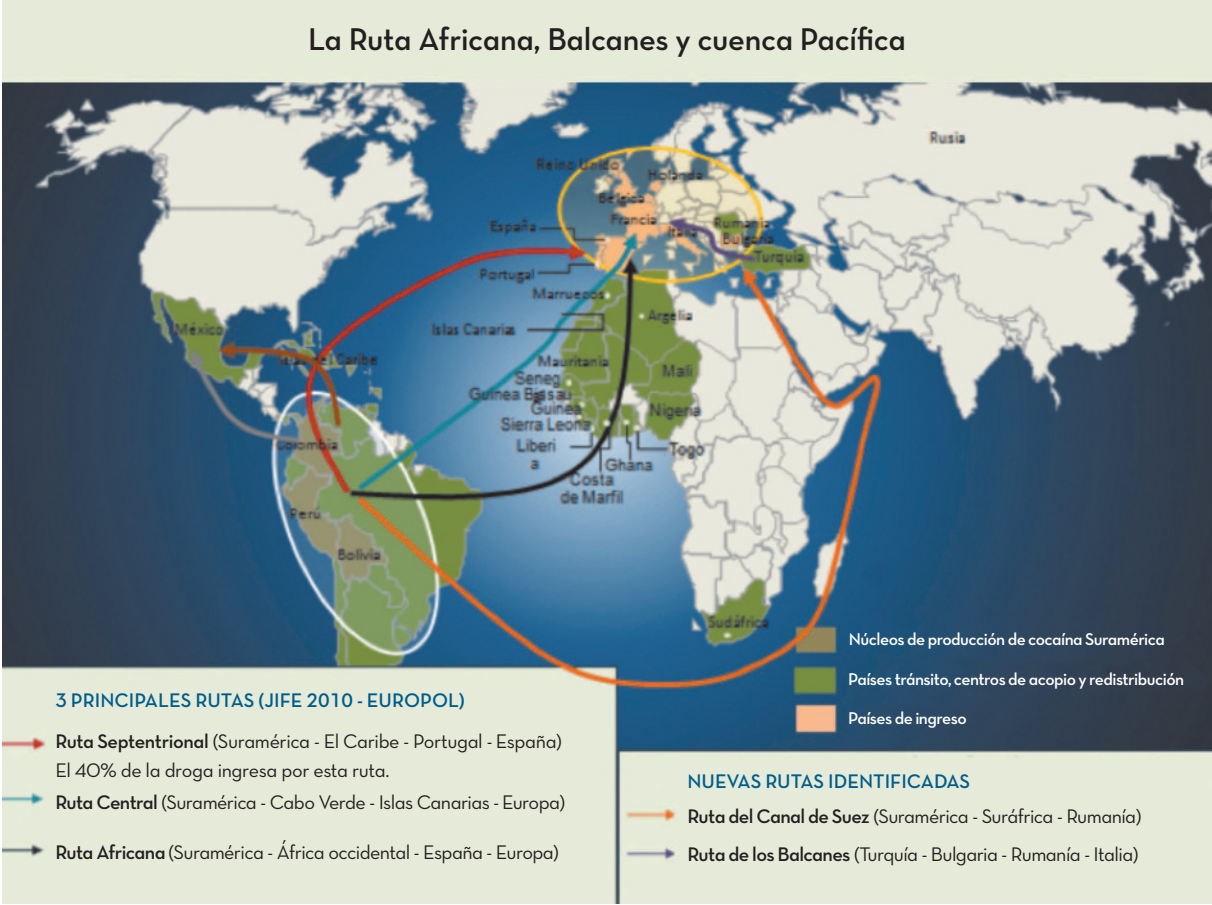 La Ruta Africana, Balcanes y cuenca Pacífica
Rusia
Reino Unido
Holanda
Bélgica
Francia
España
Italia
Rumanía
Bulgaria
Turquía
Portugal
Marruecos
Argelia
Islas Canarias
México
Caribe
Mauritania
Mali
Seneg
Guinea Bissau
Guinea
Nigeria
Sierra Leona
Liberi
a
Togo
Ghana
Costa
de Marfil
Colombia
Perú
Bolivia
Sudáfrica
Núcleos de producción de cocaína Suramérica
Países tránsito, centros de acopio y redistribución
Países de ingreso
3 PRINCIPALES RUTAS (JIFE 2010 - EUROPOL)
Ruta Septentrional (Suramérica - El Caribe - Portugal - España)
El 40% de la droga ingresa por esta ruta.
Ruta Central (Suramérica - Cabo Verde - Islas Canarias - Europa)
Ruta Africana (Suramérica - África occidental - España - Europa)
NUEVAS RUTAS IDENTIFICADAS
Ruta del Canal de Suez (Suramérica - Suráfrica - Rumanía)
Ruta de los Balcanes (Turquía - Bulgaria - Rumanía - Italia)